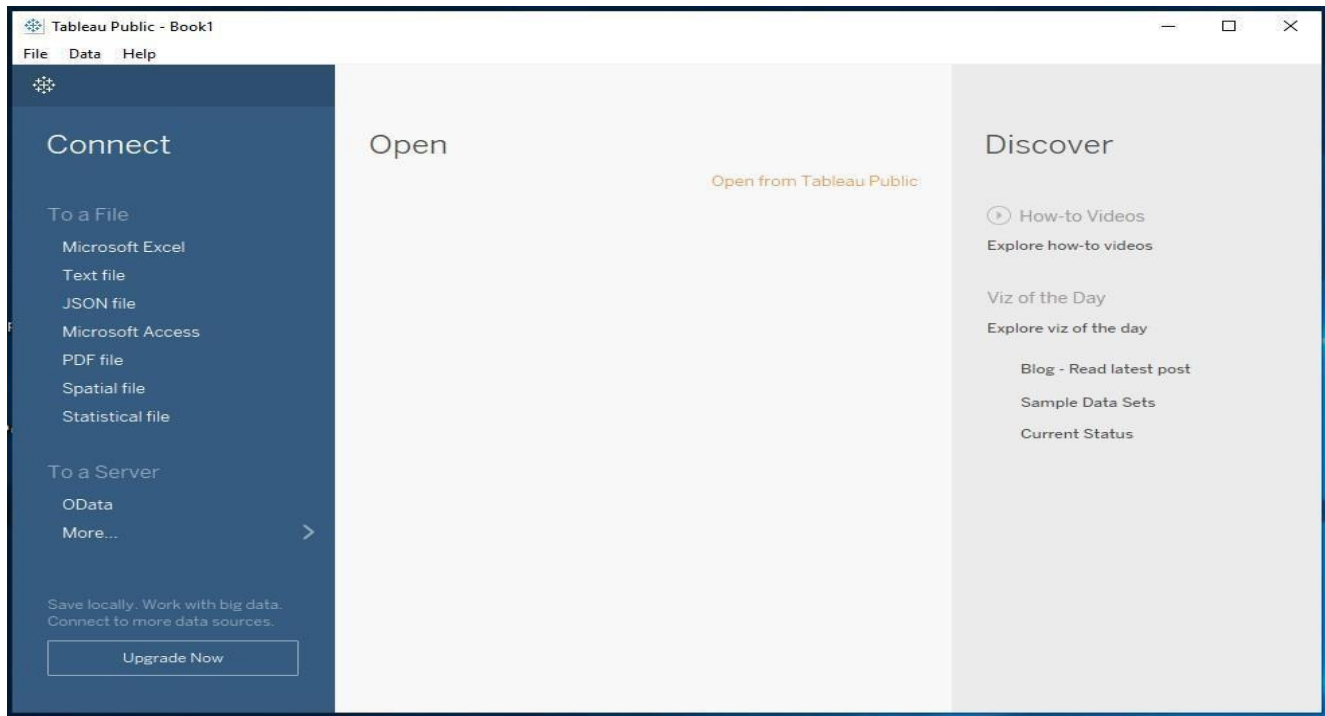 Tableau Public - Book1
File Data Help
Connect
To a File
Microsoft Excel
Text file
JSON file
Microsoft Access
PDF file
Spatial file
Statistical file
To a Server
OData
More...
Save locally. Work with big data.
Connect to more data sources.
Upgrade Now
Open
Open from Tableau Public
Discover
How-to Videos
Explore how-to videos
Viz of the Day
Explore viz of the day
Blog - Read latest post
Sample Data Sets
Current Status